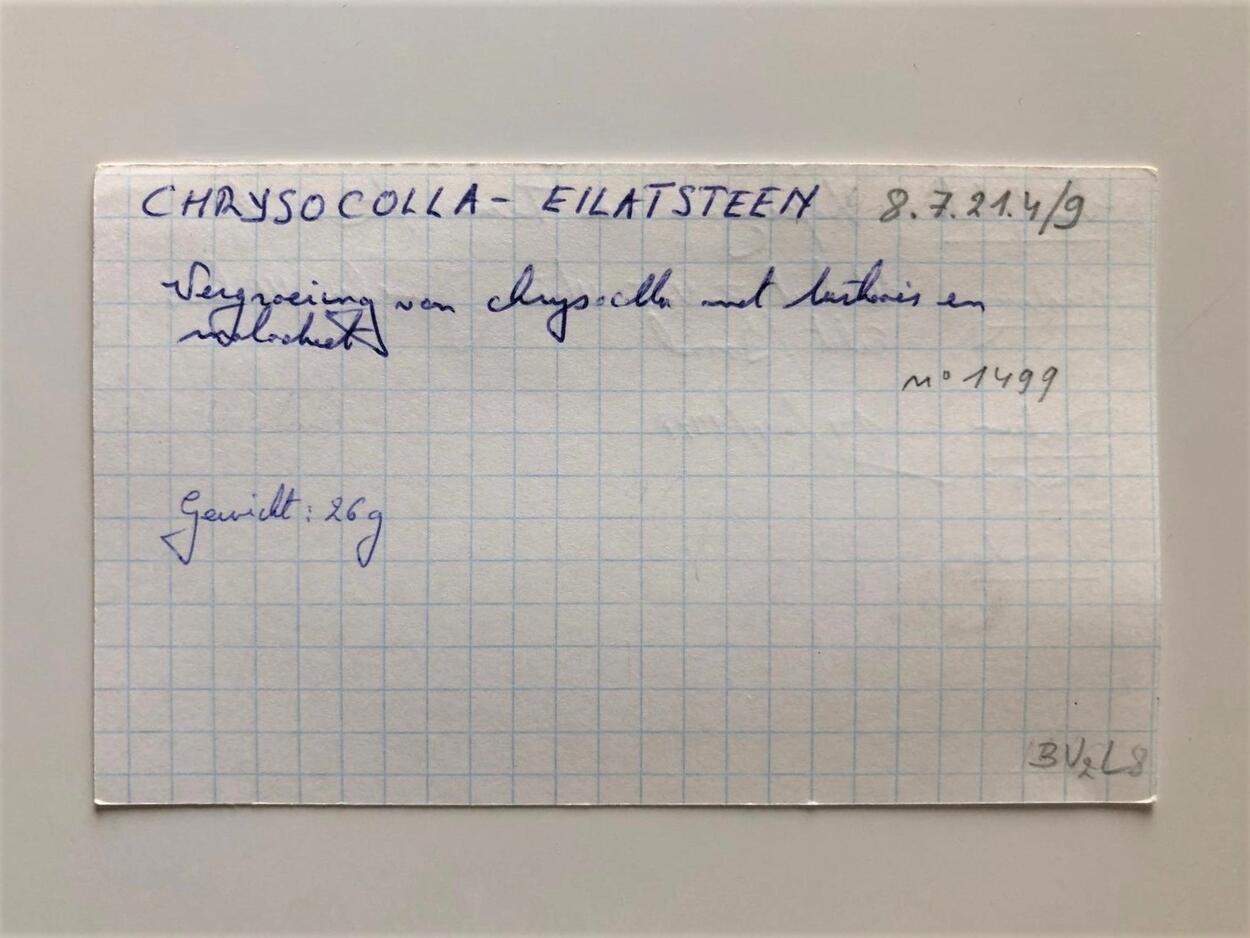 CHRYSOCOLLA - EILATSTEEN 8.7.21.4/9
Vergroeiing van chrysocolla met turkoois en
malachiet
n° 1499
Gewicht: 26g
BV2L8